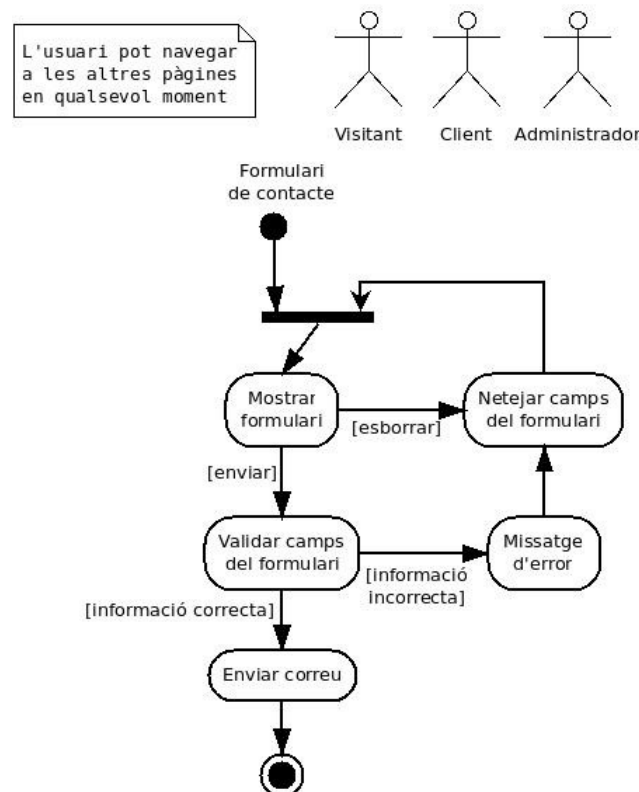 L'usuari pot navegar
a les altres pàgines
en qualsevol moment
Visitant
Client
Administrador
Formulari
de contacte
Mostrar
formulari
[esborrar]
Netejar camps
del formulari
[enviar]
Validar camps
del formulari
[informació
incorrecta]
Missatge
d'error
[informació correcta]
Enviar correu